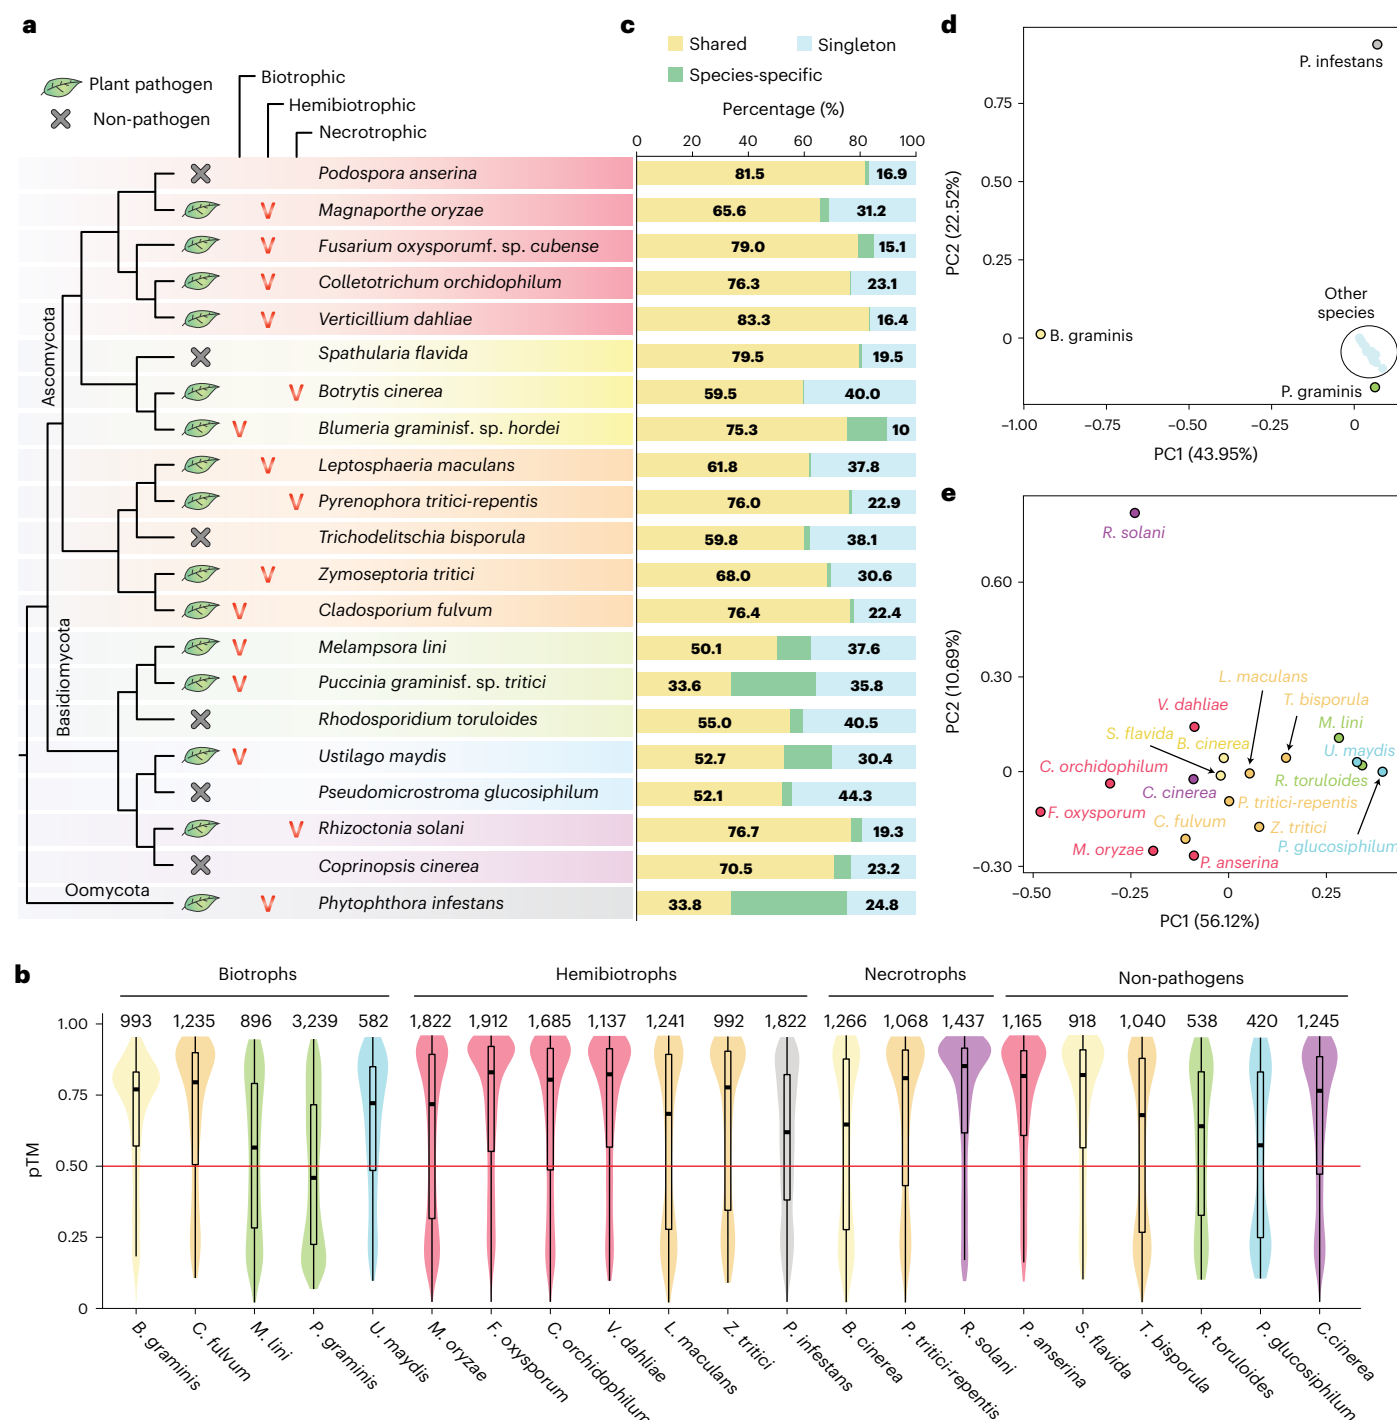 a
Plant pathogen
Non-pathogen
Biotrophic
Hemibiotrophic
Necrotrophic
Ascomycota
Basidiomycota
Oomycota
Podospora anserina
Magnaporthe oryzae
Fusarium oxysporumf. sp. cubense
Colletotrichum orchidophilum
Verticillium dahliae
Spathularia flavida
Botrytis cinerea
Blumeria graminisf. sp. hordei
Leptosphaeria maculans
Pyrenophora tritici-repentis
Trichodelitschia bisporula
Zymoseptoria tritici
Cladosporium fulvum
Melampsora lini
Puccinia graminisf. sp. tritici
Rhodosporidium toruloides
Ustilago maydis
Pseudomicrostroma glucosiphilum
Rhizoctonia solani
Coprinopsis cinerea
Phytophthora infestans
c
Shared
Singleton
Species-specific
Percentage (%)
0 20 40 60 80 100
81.5 16.9
65.6 31.2
79.0 15.1
76.3 23.1
83.3 16.4
79.5 19.5
59.5 40.0
75.3 10
61.8 37.8
76.0 22.9
59.8 38.1
68.0 30.6
76.4 22.4
50.1 37.6
33.6 35.8
55.0 40.5
52.7 30.4
52.1 44.3
76.7 19.3
70.5 23.2
33.8 24.8
d
PC2 (22.52%)
0.75
0.50
0.25
0
P. infestans
B. graminis
Other
species
P. graminis
−1.00 −0.75 −0.50 −0.25 0
PC1 (43.95%)
e
PC2 (10.69%)
0.60
0.30
0
−0.30
R. solani
L. maculans
V. dahliae
T. bisporula
S. flavida
B. cinerea
M. lini
U. maydis
C. orchidophilum
R. toruloides
C. cinerea
P. tritici-repentis
F. oxysporum
C. fulvum
Z. tritici
P. glucosiphilum
M. oryzae
P. anserina
−0.50 −0.25 0 0.25
PC1 (56.12%)
b
Biotrophs Hemibiotrophs Necrotrophs Non-pathogens
993 1,235 896 3,239 582 1,822 1,912 1,685 1,137 1,241 992 1,822 1,266 1,068 1,437 1,165 918 1,040 538 420 1,245
pTM
1.00
0.75
0.50
0.25
0
B. graminis
C. fulvum
M. lini
P. graminis
U. maydis
M. oryzae
F. oxysporum
C. orchidophilum
V. dahliae
L. maculans
Z. tritici
P. infestans
B. cinerea
P. tritici-repentis
R. solani
P. anserina
S. flavida
T. bisporula
R. toruloides
P. glucosiphilum
C.cinerea